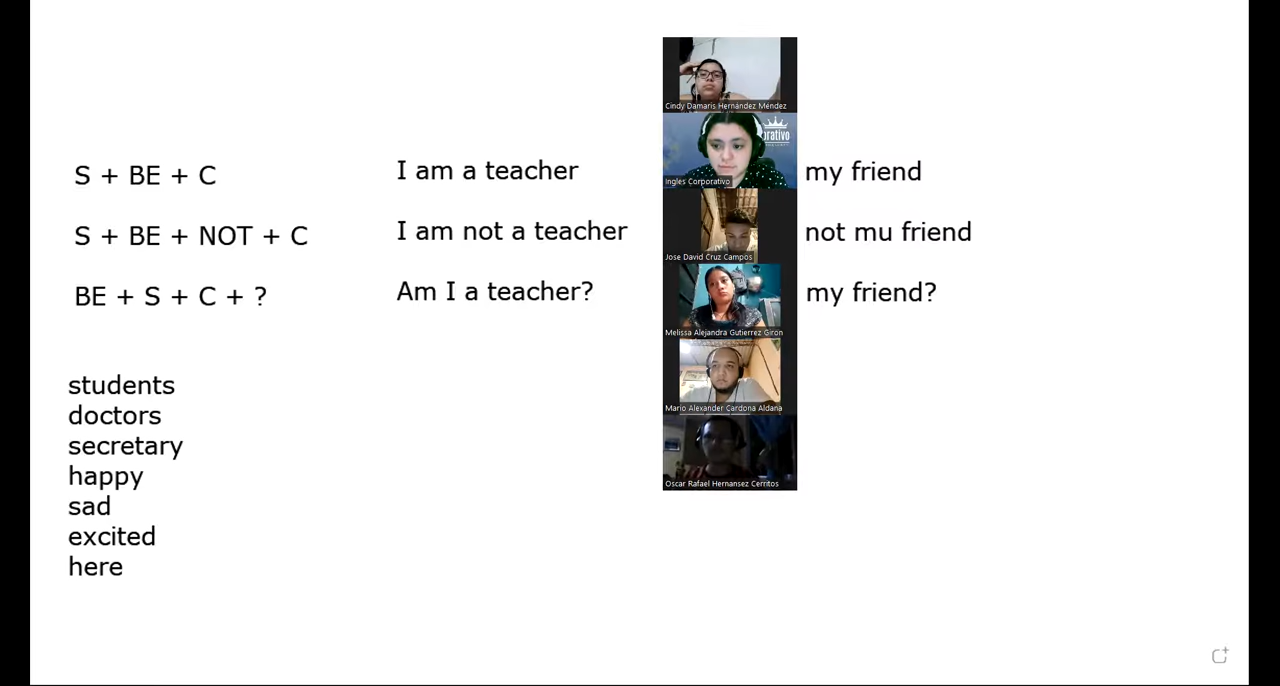 S + BE + C
I am a teacher
my friend
S + BE + NOT + C
I am not a teacher
not mu friend
BE + S + C + ?
Am I a teacher?
my friend?
students
doctors
secretary
happy
sad
excited
here
Cindy Damaris Hernández Méndez
orativo
Ingles Corporativo
Jose David Cruz Campos
Melissa Alejandra Gutierrez Giron
Mario Alexander Cardona Aldana
Oscar Rafael Hernansez Cerritos